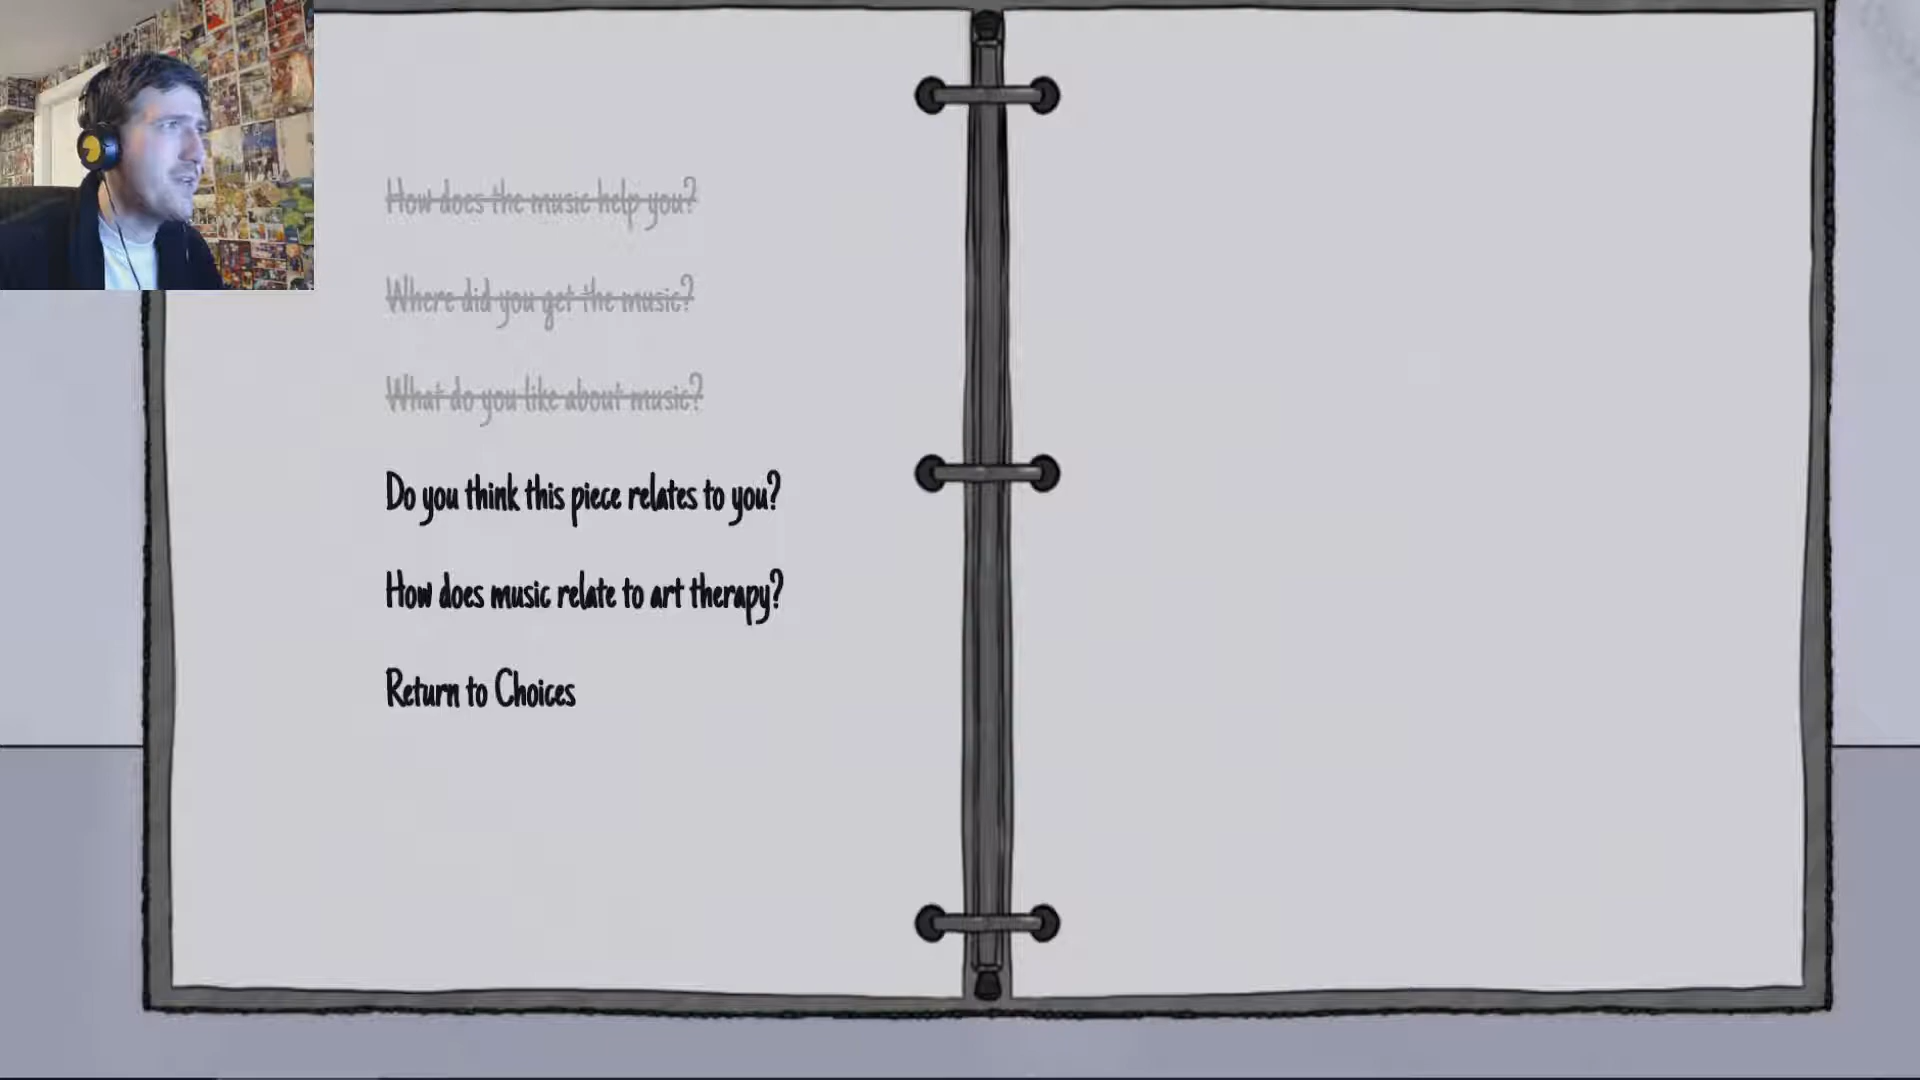 How does the music help you?
Where did you get the music?
What do you like about music?
Do you think this piece relates to you?
How does music relate to art therapy?
Return to Choices